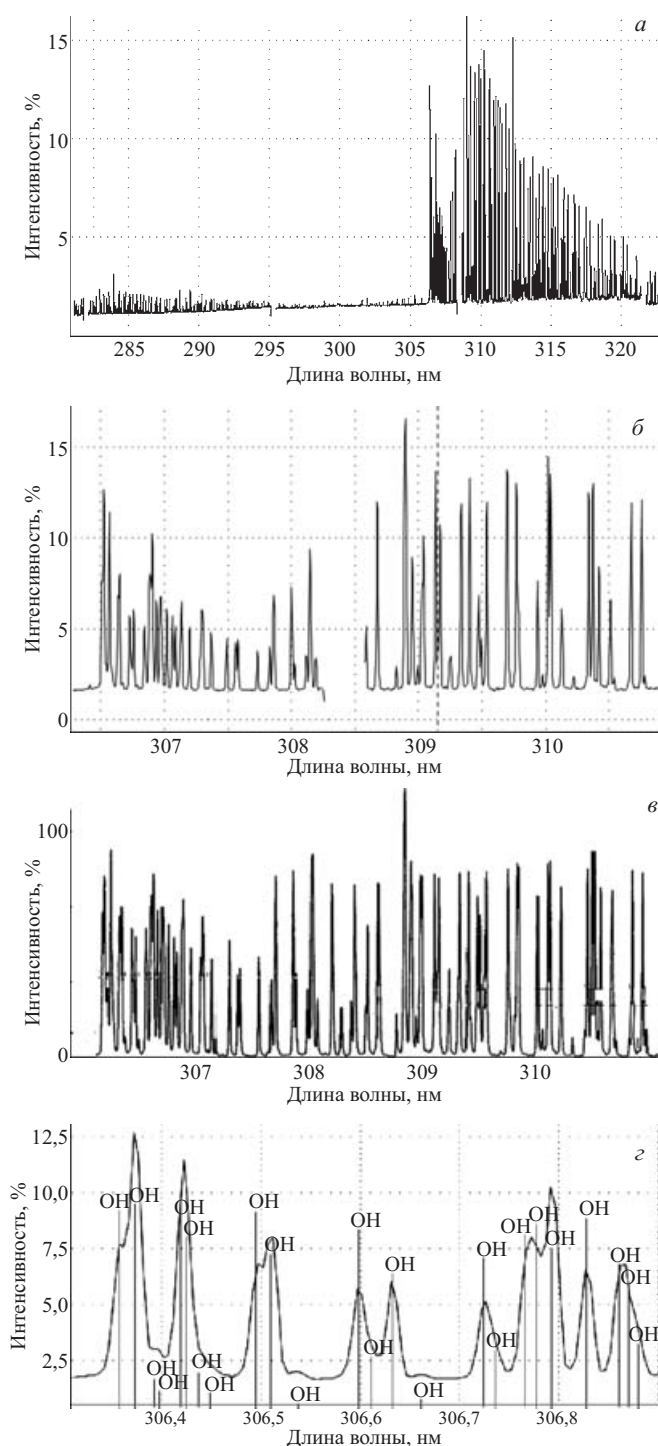 а
Интенсивность, %
15
10
5
285 290 295 300 305 310 315 320
Длина волны, нм
б
Интенсивность, %
15
10
5
0
307 308 309 310
Длина волны, нм
в
Интенсивность, %
100
0
307 308 309 310
Длина волны, нм
г
Интенсивность, %
12,5
10,0
7,5
5,0
2,5
OH OH OH OH OH OH OH
OH OH OH OH
OH OH OH
OH OH OH OH OH
OH OH OH OH OH
306,4 306,5 306,6 306,7 306,8
Длина волны, нм